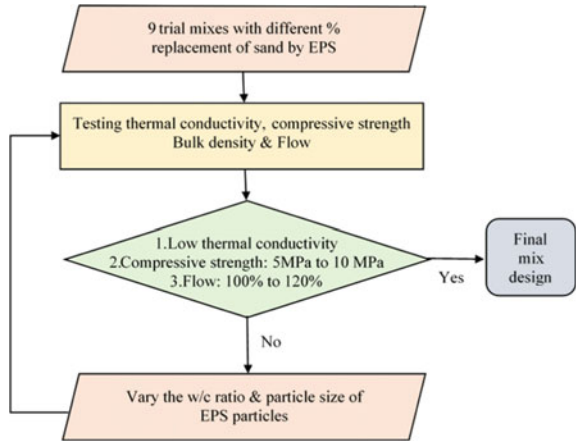 9 trial mixes with different %
replacement of sand by EPS
Testing thermal conductivity, compressive strength
Bulk density & Flow
1.Low thermal conductivity
2.Compressive strength: 5MPa to 10 MPa
3.Flow: 100% to 120%
Yes
Final
mix
design
No
Vary the w/c ratio & particle size of
EPS particles